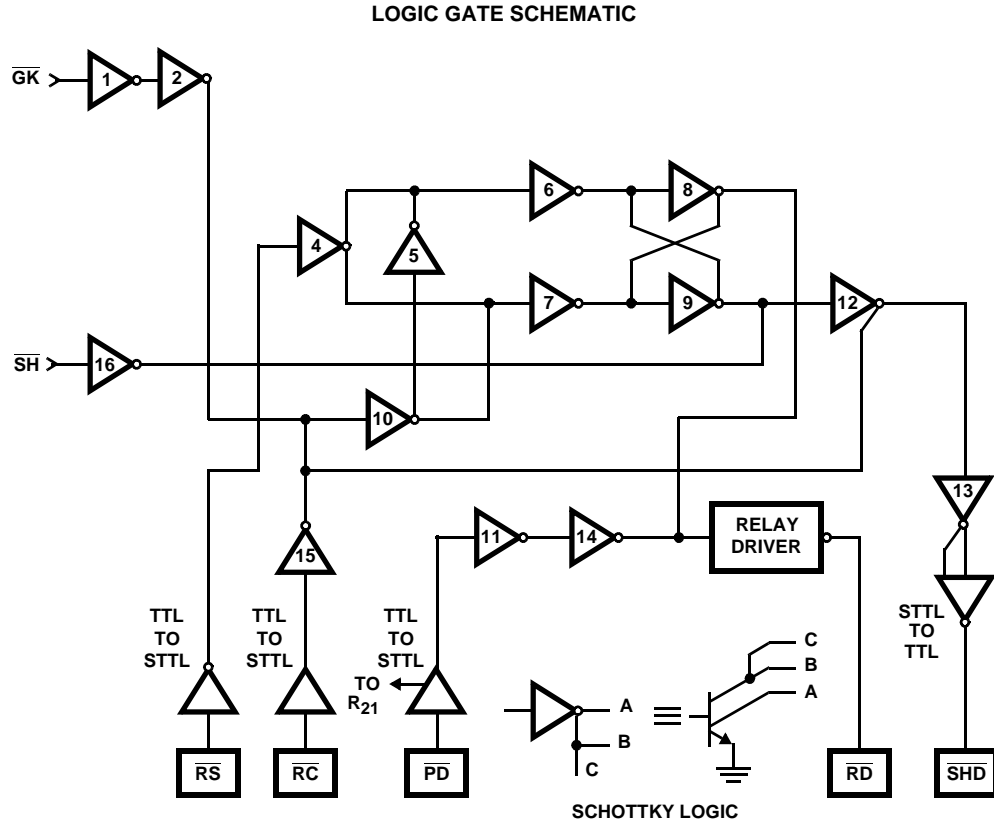 LOGIC GATE SCHEMATIC
GK
1
2
6
8
4
5
7
9
12
SH
16
10
13
11
14
RELAY
DRIVER
15
TTL
TO
STTL
TTL
TO
STTL
TTL
TO
STTL
STTL
TO
TTL
TO
R21
C
B
A
A
B
C
RS
RC
PD
RD
SHD
SCHOTTKY LOGIC